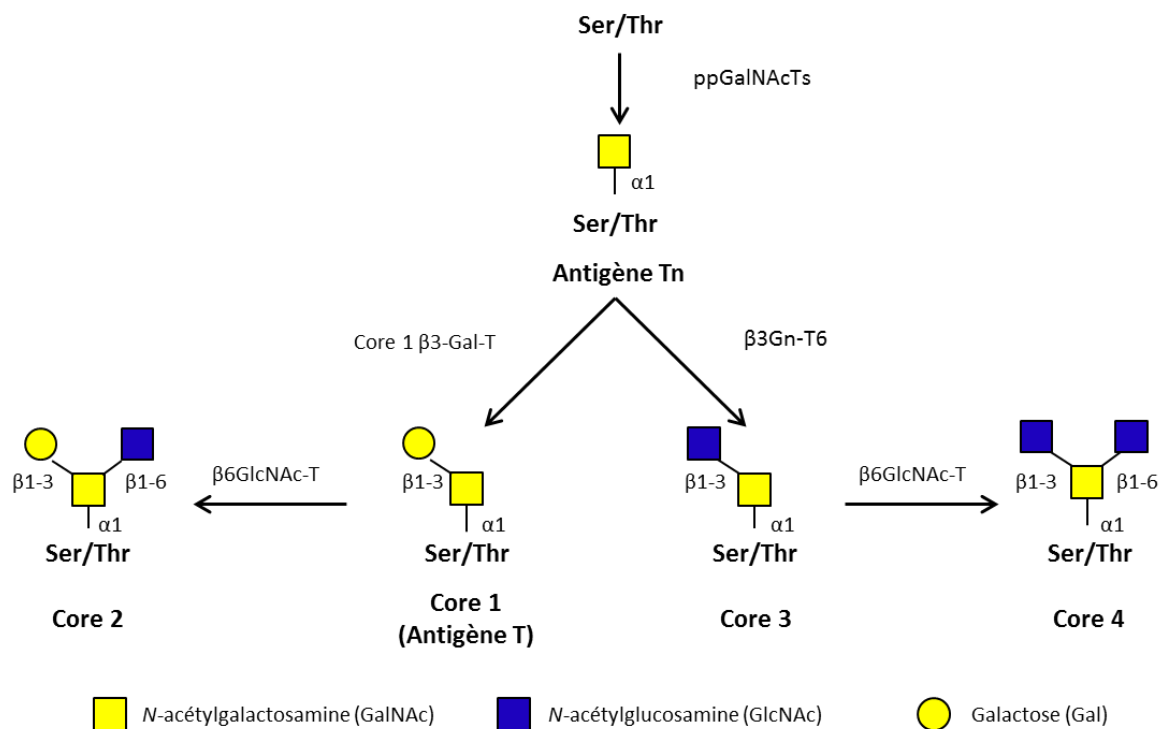 Ser/Thr
ppGalNAcTs
α1
Ser/Thr
Antigène Tn
Core 1 β3-Gal-T
β3Gn-T6
β1-3
β1-6
α1
Ser/Thr
Core 2
β6GlcNAc-T
β1-3
α1
Ser/Thr
Core 1
(Antigène T)
β1-3
α1
Ser/Thr
Core 3
β6GlcNAc-T
β1-3
β1-6
α1
Ser/Thr
Core 4
N-acétylgalactosamine (GalNAc)
N-acétylglucosamine (GlcNAc)
Galactose (Gal)